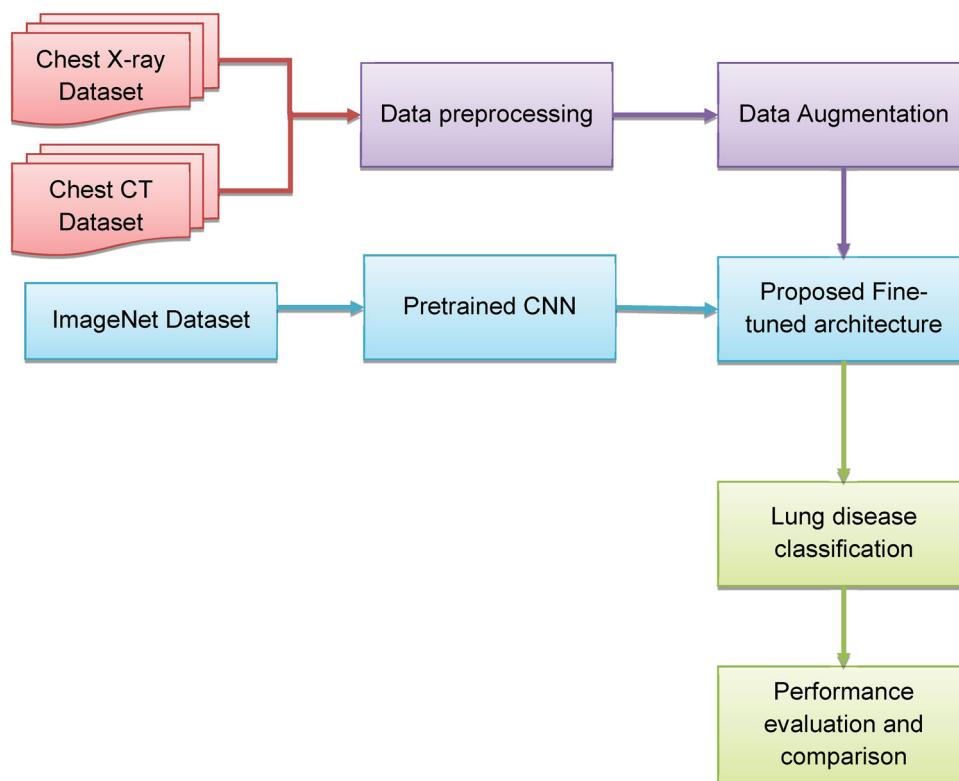 Chest X-ray
Dataset
Data preprocessing
Data Augmentation
Chest CT
Dataset
ImageNet Dataset
Pretrained CNN
Proposed Fine-
tuned architecture
Lung disease
classification
Performance
evaluation and
comparison